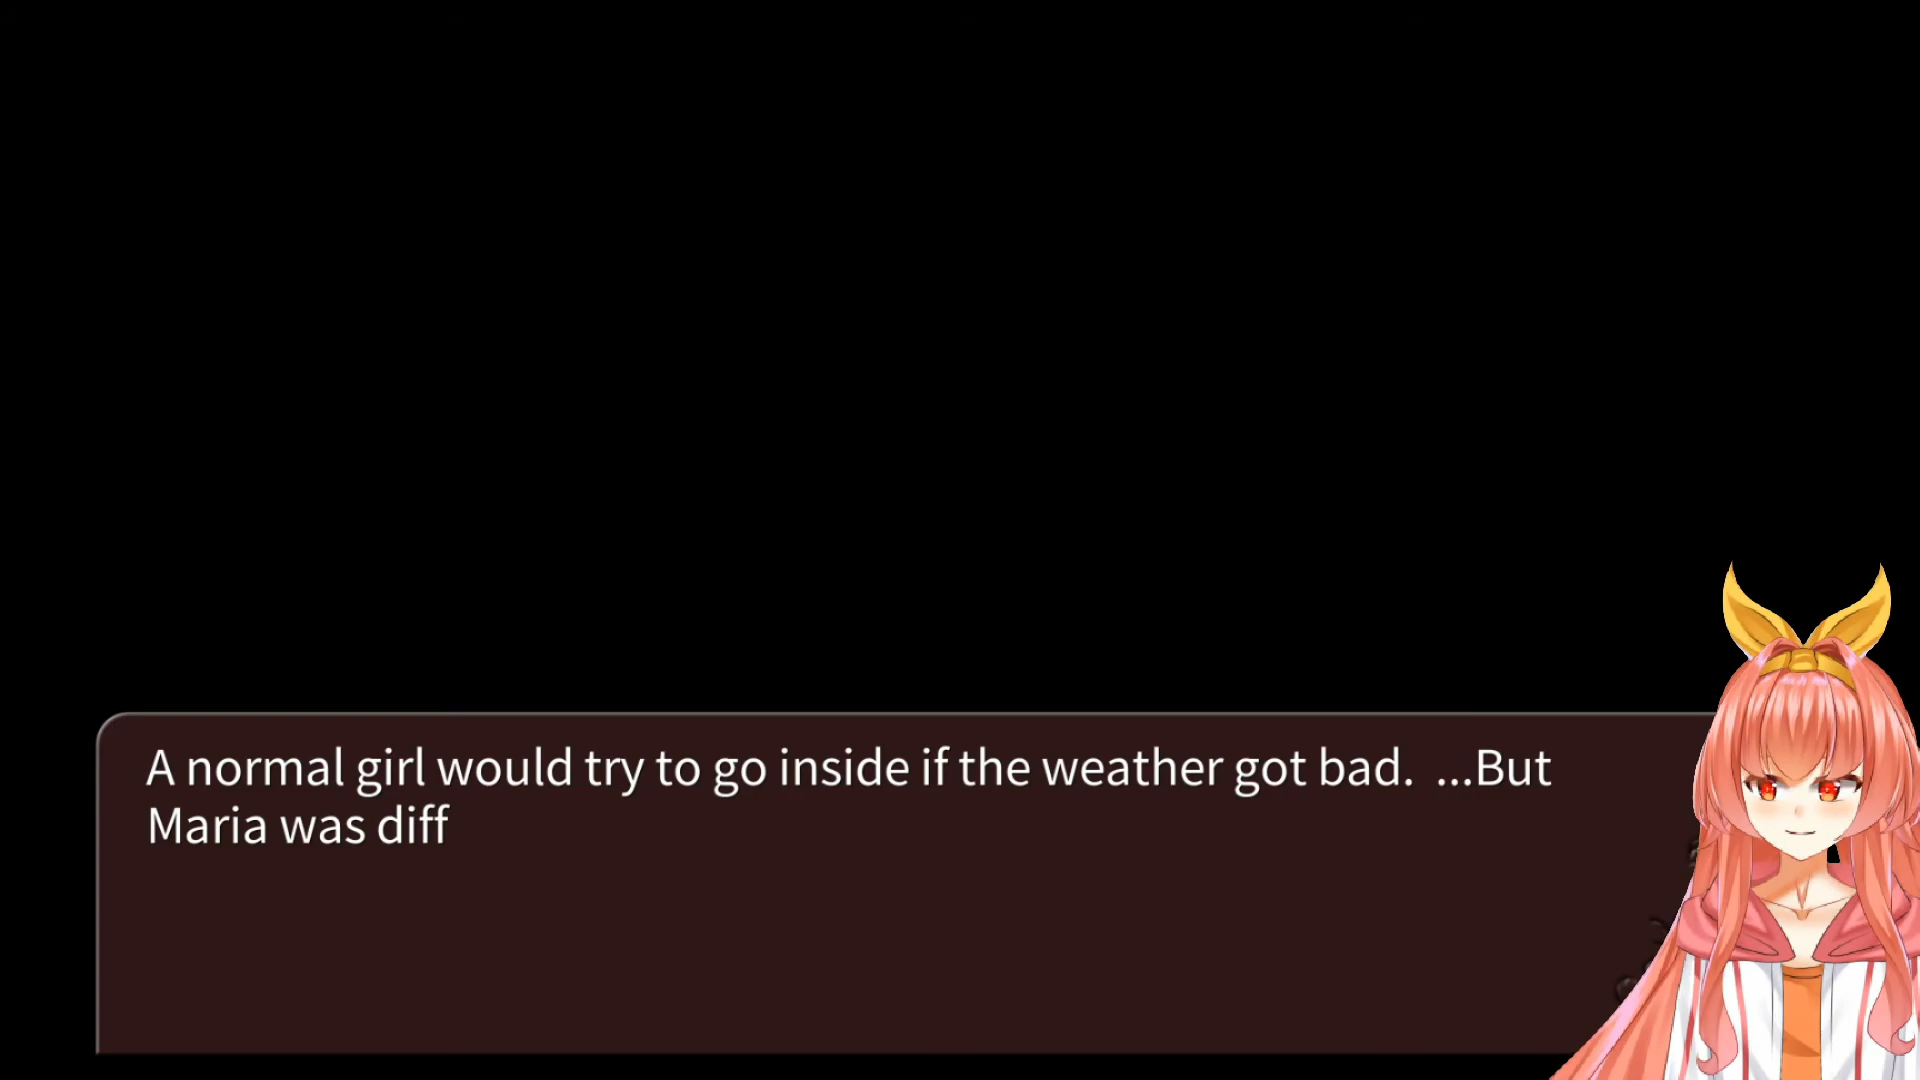 A normal girl would try to go inside if the weather got bad.  ...But
Maria was diff